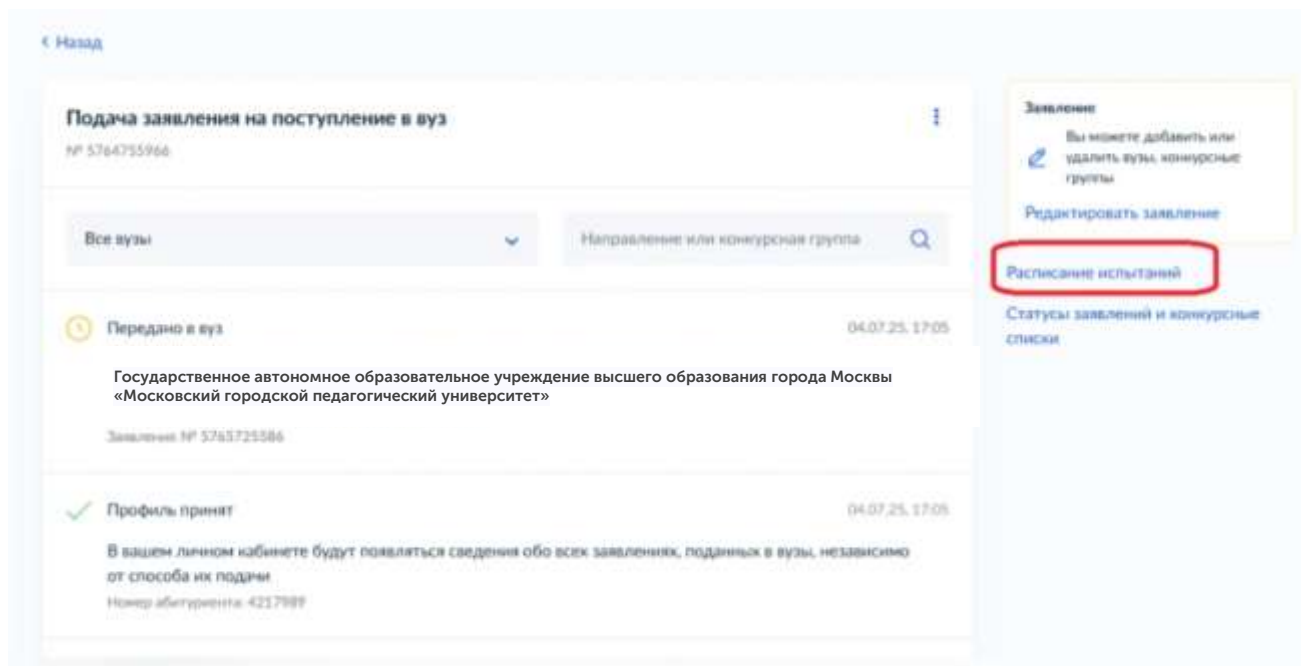 Назад
Подача заявления на поступление в вуз
№ 5764755966
Все вузы
Направление или конкурсная группа
Передано в вуз
04.07.25, 17:05
Государственное автономное образовательное учреждение высшего образования города Москвы
«Московский городской педагогический университет»
Заявление № 5765725586
Профиль принят
04.07.25, 17:05
В вашем личном кабинете будут появляться сведения обо всех заявлениях, поданных в вузы, независимо
от способа их подачи
Номер абитуриента: 4217989
Заявление
Вы можете добавить или
удалить вузы, конкурсные
группы
Редактировать заявление
Расписание испытаний
Статусы заявлений и конкурсные
списки